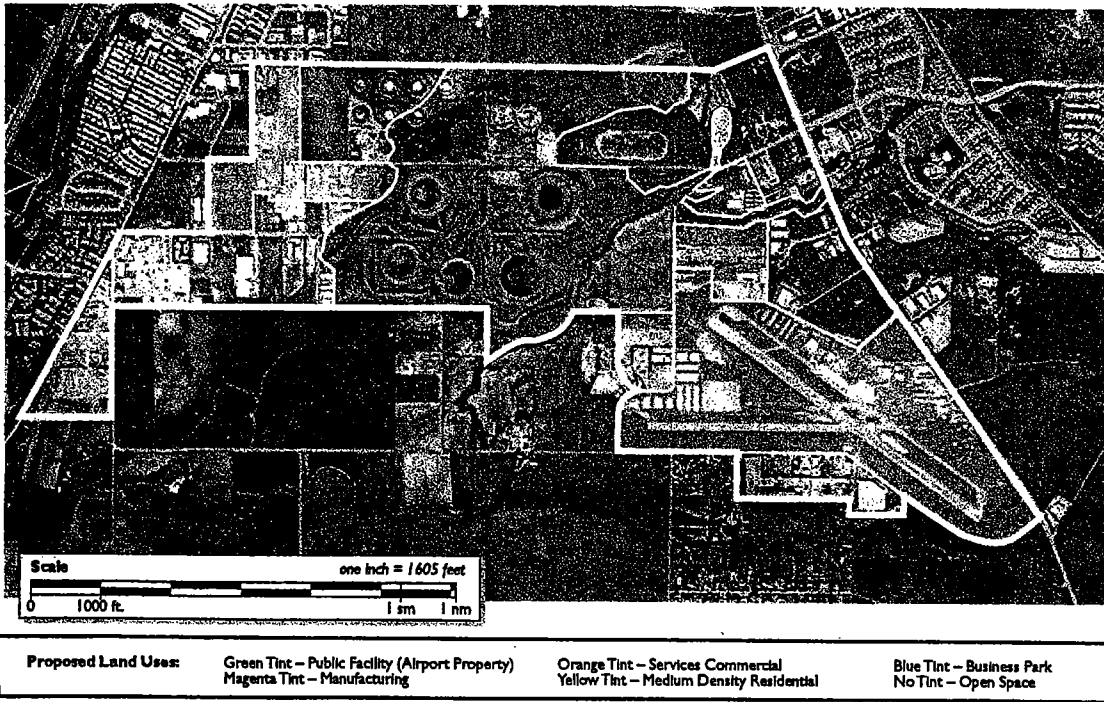 Scale
one inch = 1605 feet
0 1000 ft. 1 sm 1 nm
Proposed Land Uses:
Green Tint – Public Facility (Airport Property)
Magenta Tint – Manufacturing
Orange Tint – Services Commercial
Yellow Tint – Medium Density Residential
Blue Tint – Business Park
No Tint – Open Space